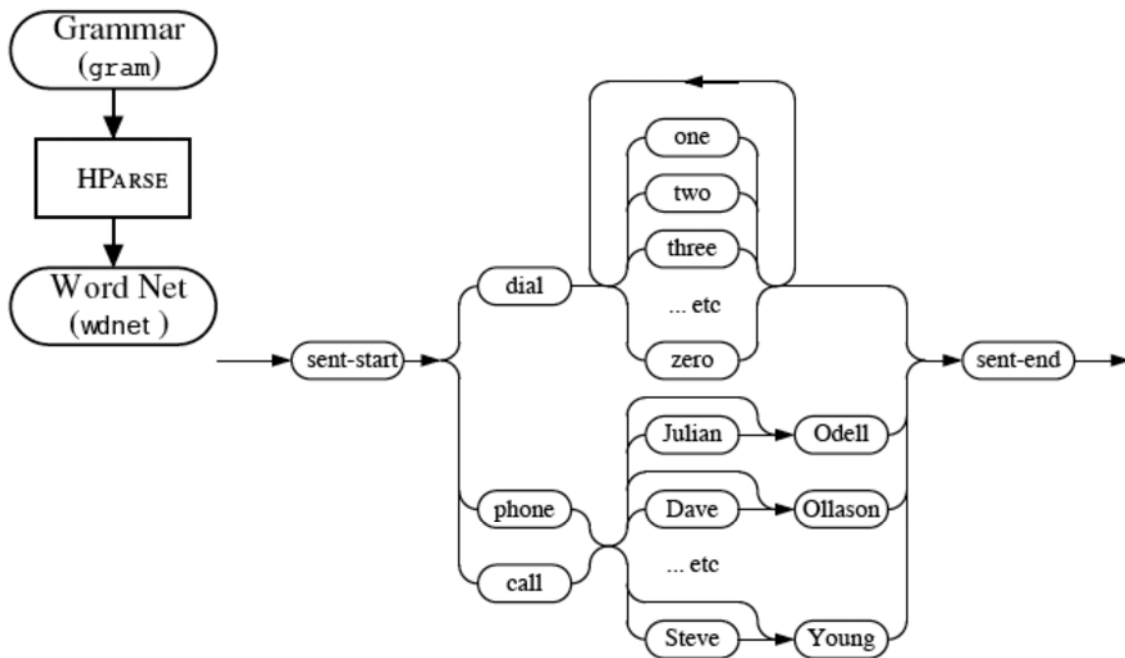 Grammar
(gram)
HPARSE
Word Net
(wdnet )
sent-start
dial
phone
call
one
two
three
... etc
zero
Julian
Odell
Dave
Ollason
... etc
Steve
Young
sent-end